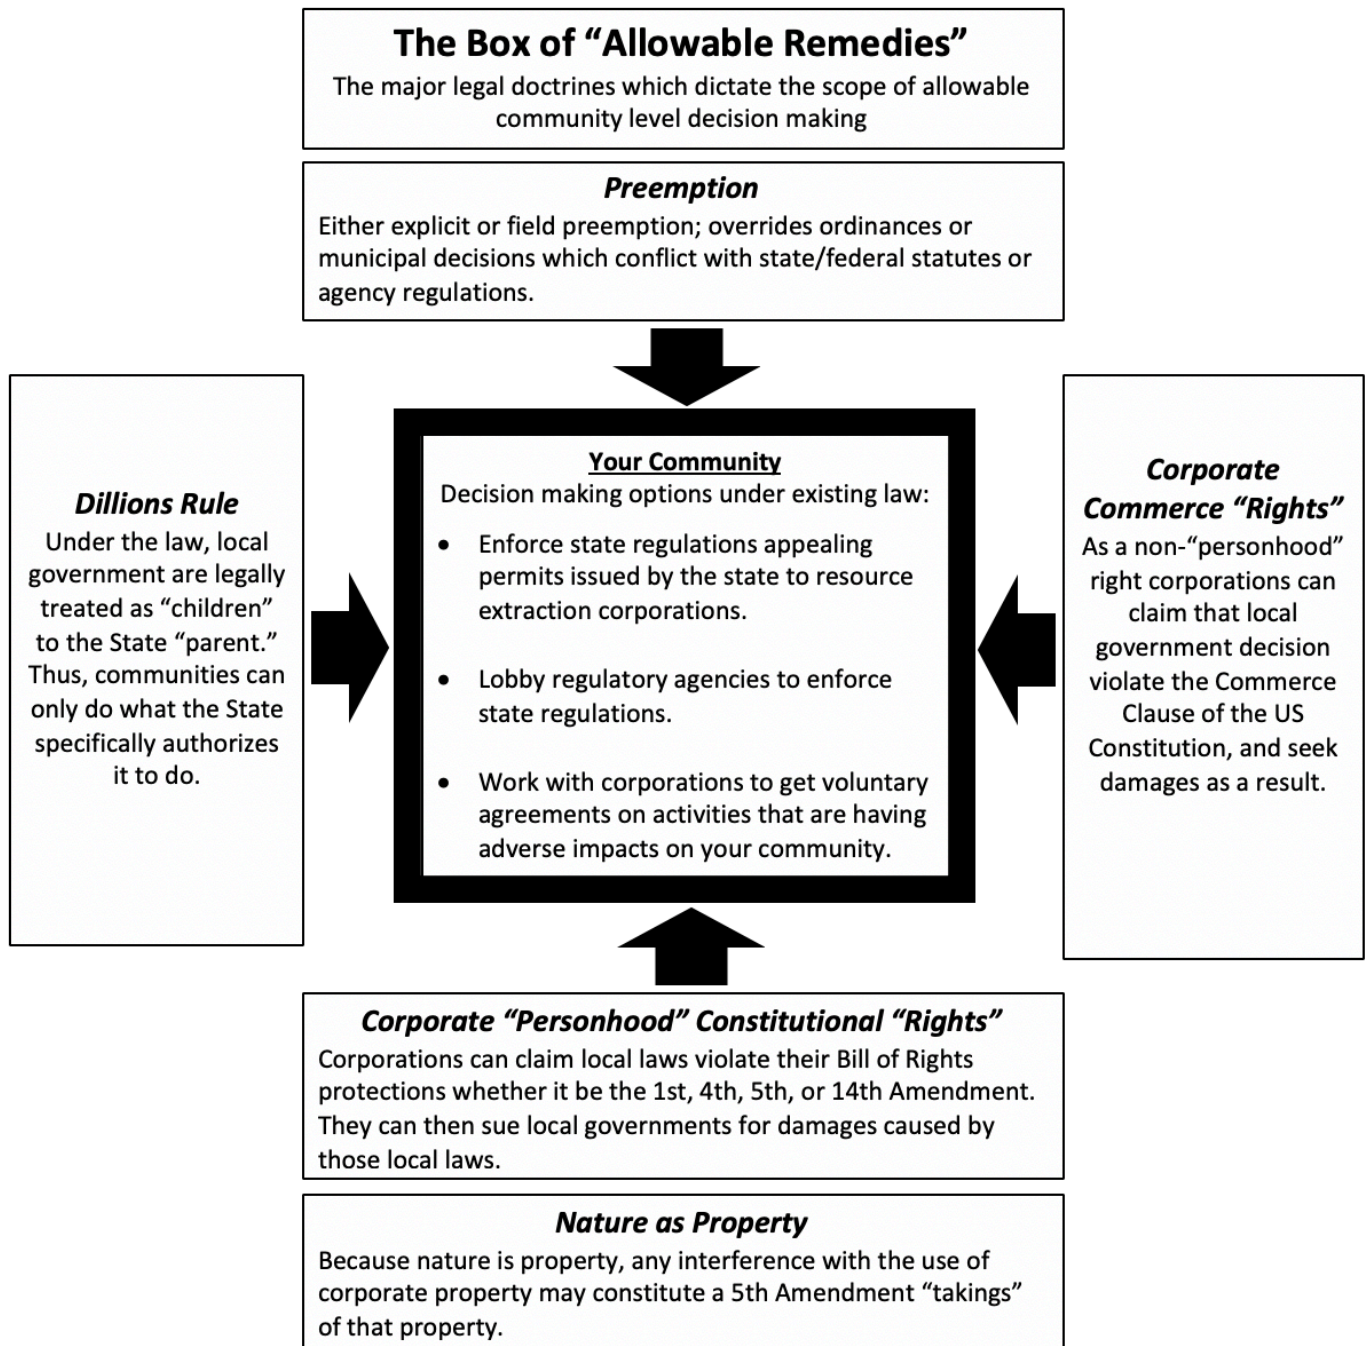 The Box of “Allowable Remedies”
The major legal doctrines which dictate the scope of allowable
community level decision making
Preemption
Either explicit or field preemption; overrides ordinances or
municipal decisions which conflict with state/federal statutes or
agency regulations.
Dillions Rule
Under the law, local
government are legally
treated as “children”
to the State “parent.”
Thus, communities can
only do what the State
specifically authorizes
it to do.
Your Community
Decision making options under existing law:
• Enforce state regulations appealing
permits issued by the state to resource
extraction corporations.
• Lobby regulatory agencies to enforce
state regulations.
• Work with corporations to get voluntary
agreements on activities that are having
adverse impacts on your community.
Corporate
Commerce “Rights”
As a non-“personhood”
right corporations can
claim that local
government decision
violate the Commerce
Clause of the US
Constitution, and seek
damages as a result.
Corporate “Personhood” Constitutional “Rights”
Corporations can claim local laws violate their Bill of Rights
protections whether it be the 1st, 4th, 5th, or 14th Amendment.
They can then sue local governments for damages caused by
those local laws.
Nature as Property
Because nature is property, any interference with the use of
corporate property may constitute a 5th Amendment “takings”
of that property.